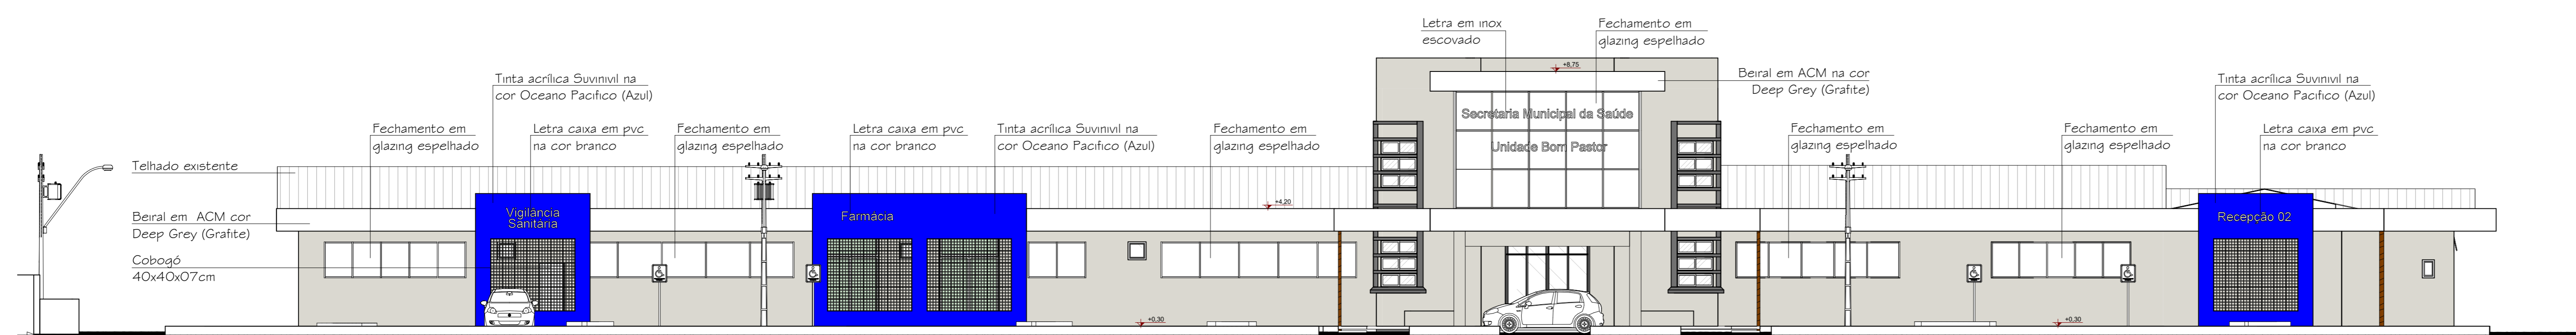 Letra em inox
escovado
Fechamento em
glazing espelhado
Tinta acrílica Suvinivil na
cor Oceano Pacifico (Azul)
+8,75
Beiral em ACM na cor
Deep Grey (Grafite)
Tinta acrílica Suvinivil na
cor Oceano Pacifico (Azul)
Secretaria Municipal da Saúde
Unidade Bom Pastor
Fechamento em
glazing espelhado
Letra caixa em pvc
na cor branco
Fechamento em
glazing espelhado
Letra caixa em pvc
na cor branco
Tinta acrílica Suvinivil na
cor Oceano Pacifico (Azul)
Fechamento em
glazing espelhado
Fechamento em
glazing espelhado
Fechamento em
glazing espelhado
Letra caixa em pvc
na cor branco
Telhado existente
+4,20
Beiral em ACM cor
Deep Grey (Grafite)
Vigilância
Sanitária
Farmácia
Recepção 02
Cobogó
40x40x07cm
+0,30
+0,30